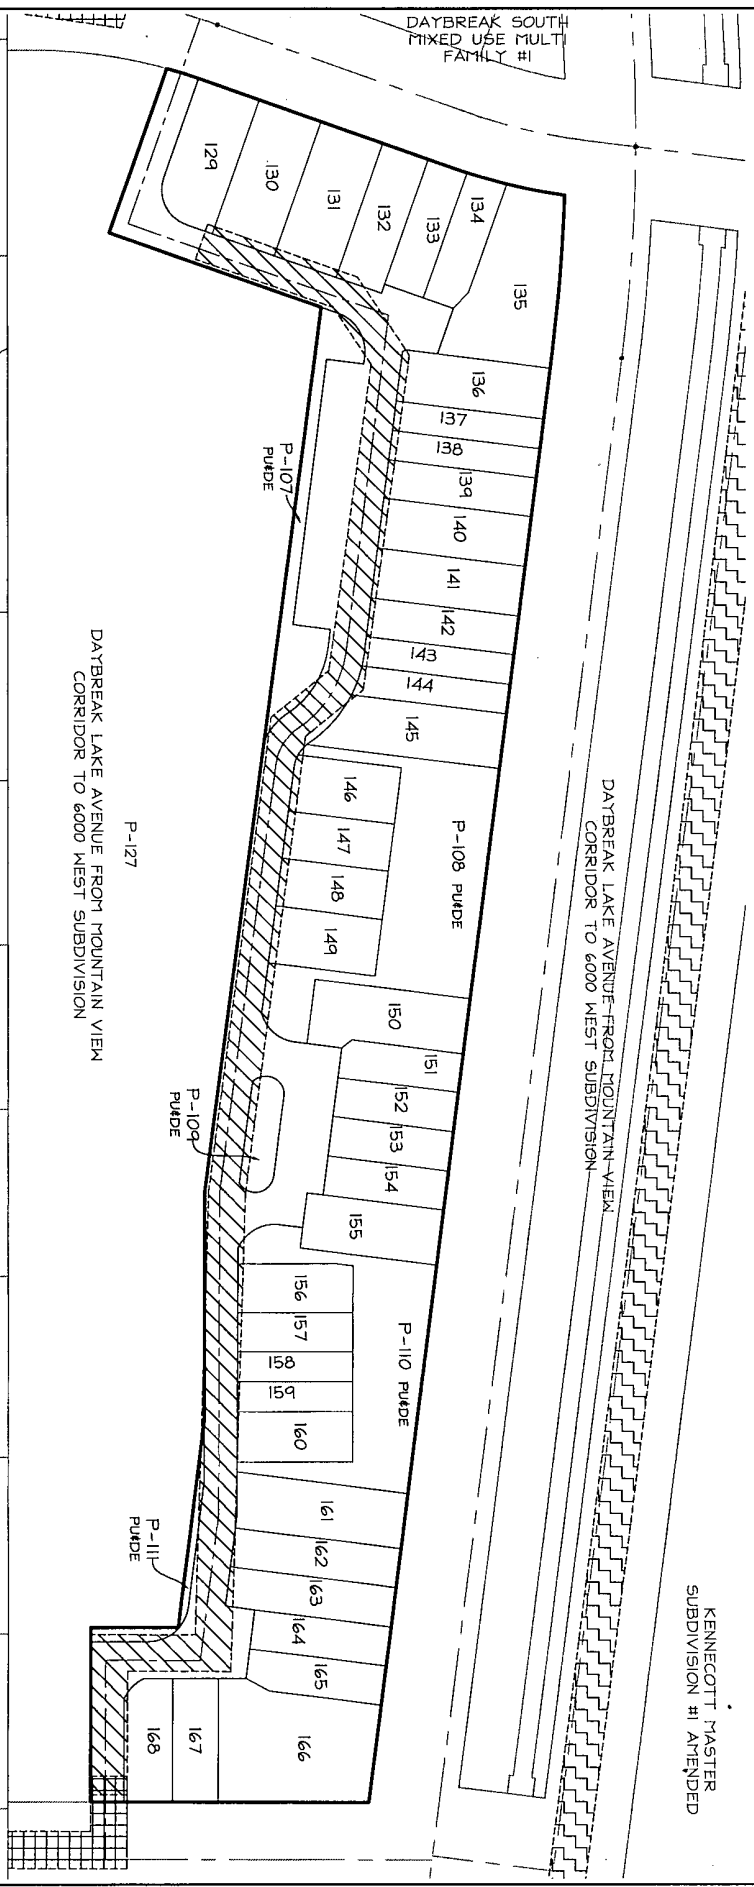 DAYBREAK SOUTH
MIXED USE MULTI
FAMILY #1
129
130
131
132
133
134
135
136
137
138
139
140
141
142
143
144
145
146
147
148
149
150
151
152
153
154
155
156
157
158
159
160
161
162
163
164
165
166
167
168
P-107
PU&DE
P-108 PU&DE
P-109
PU&DE
P-110 PU&DE
P-111
PU&DE
P-127
DAYBREAK LAKE AVENUE FROM MOUNTAIN VIEW
CORRIDOR TO 6000 WEST SUBDIVISION
DAYBREAK LAKE AVENUE FROM MOUNTAIN VIEW
CORRIDOR TO 6000 WEST SUBDIVISION
KENNECOTT MASTER
SUBDIVISION #1 AMENDED